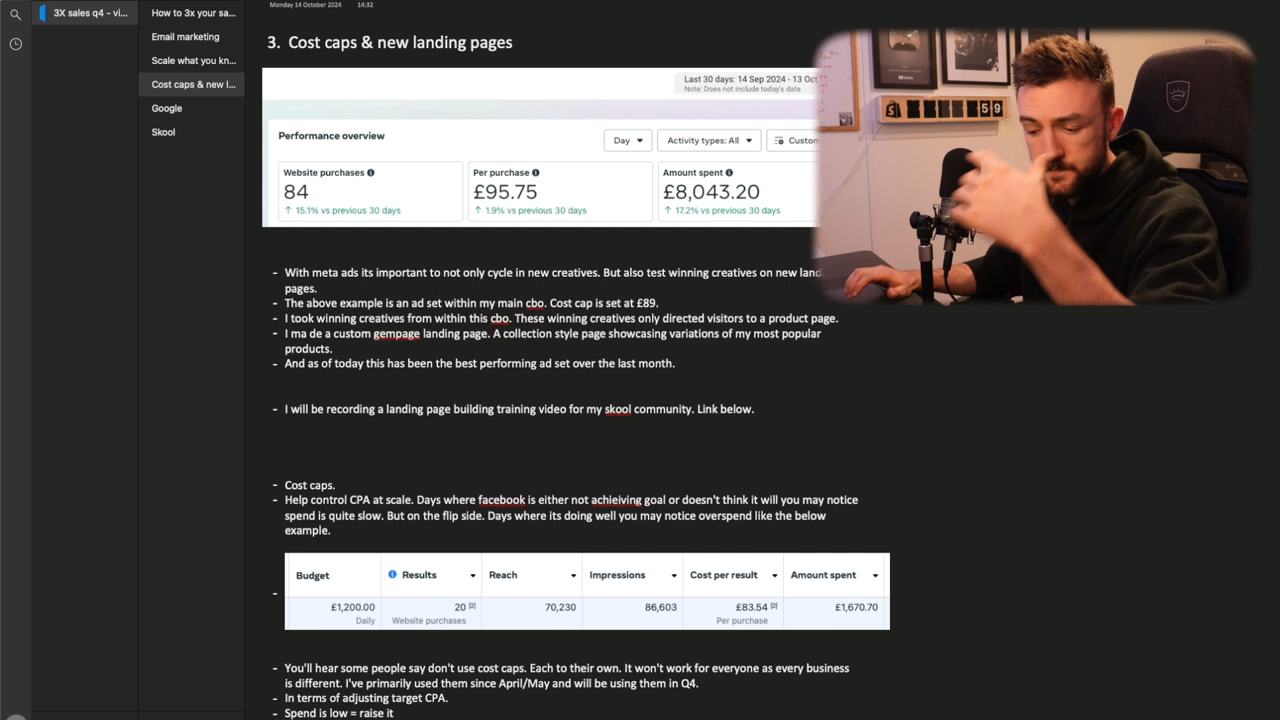 Monday 14 October 2024 14:32
3X sales q4 - vi...
How to 3x your sa...
Email marketing
Scale what you kn...
Cost caps & new l...
Google
Skool
3. Cost caps & new landing pages
Last 30 days: 14 Sep 2024 - 13 Oct
Note: Does not include today's data
Performance overview
Day
Activity types: All
Custom
Website purchases
84
↑ 15.1% vs previous 30 days
Per purchase
£95.75
↑ 1.9% vs previous 30 days
Amount spent
£8,043.20
↑ 17.2% vs previous 30 days
5 9
- With meta ads its important to not only cycle in new creatives. But also test winning creatives on new land
pages.
- The above example is an ad set within my main cbo. Cost cap is set at £89.
- I took winning creatives from within this cbo. These winning creatives only directed visitors to a product page.
- I ma de a custom gempage landing page. A collection style page showcasing variations of my most popular
products.
- And as of today this has been the best performing ad set over the last month.
- I will be recording a landing page building training video for my skool community. Link below.
- Cost caps.
- Help control CPA at scale. Days where facebook is either not achieiving goal or doesn't think it will you may notice
spend is quite slow. But on the flip side. Days where its doing well you may notice overspend like the below
example.
-
Budget Results Reach Impressions Cost per result Amount spent
£1,200.00 20 [2] 70,230 86,603 £83.54 [2] £1,670.70
Daily Website purchases Per purchase
- You'll hear some people say don't use cost caps. Each to their own. It won't work for everyone as every business
is different. I've primarily used them since April/May and will be using them in Q4.
- In terms of adjusting target CPA.
- Spend is low = raise it